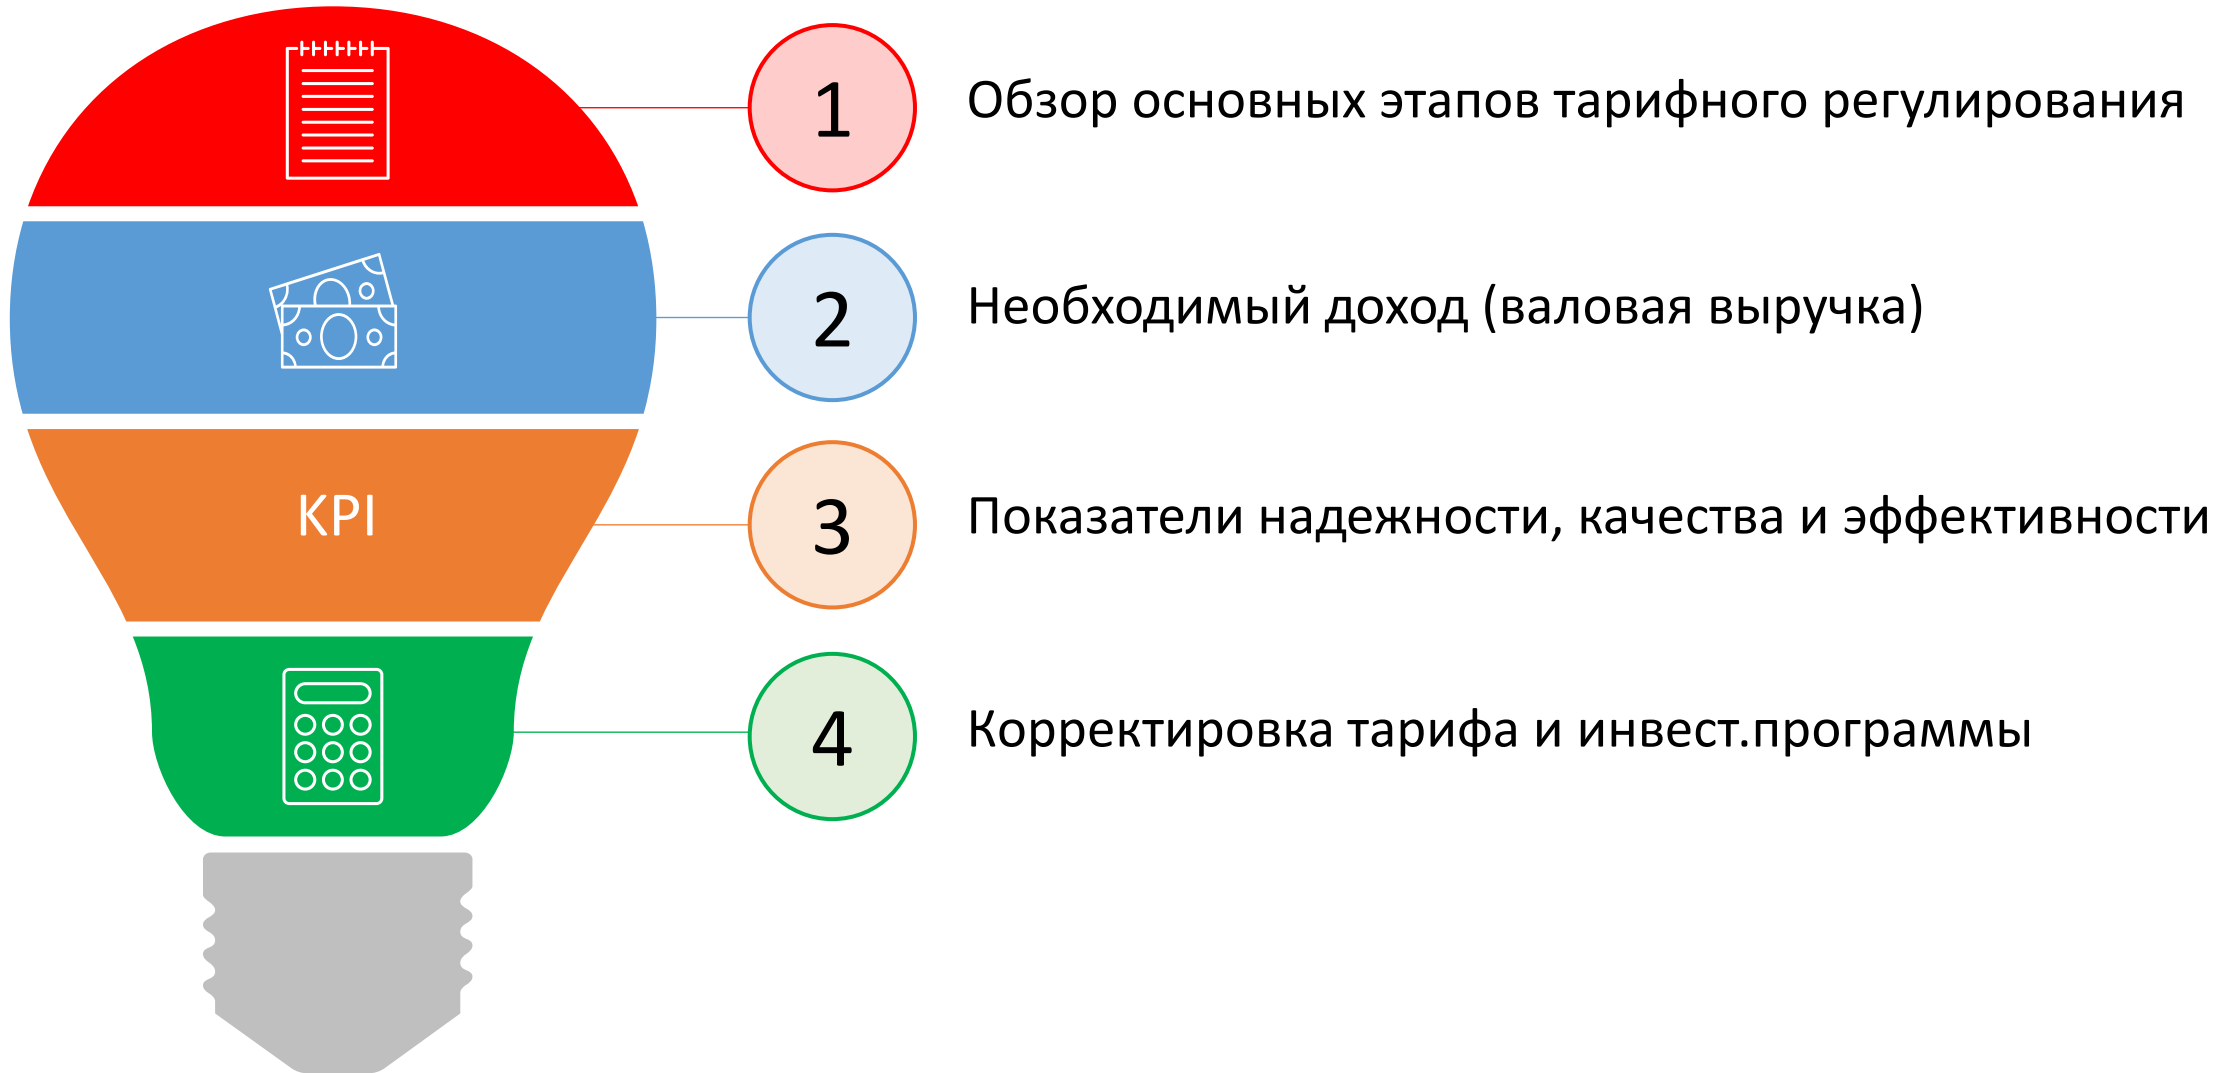 1
Обзор основных этапов тарифного регулирования
2
Необходимый доход (валовая выручка)
KPI
3
Показатели надежности, качества и эффективности
4
Корректировка тарифа и инвест.программы